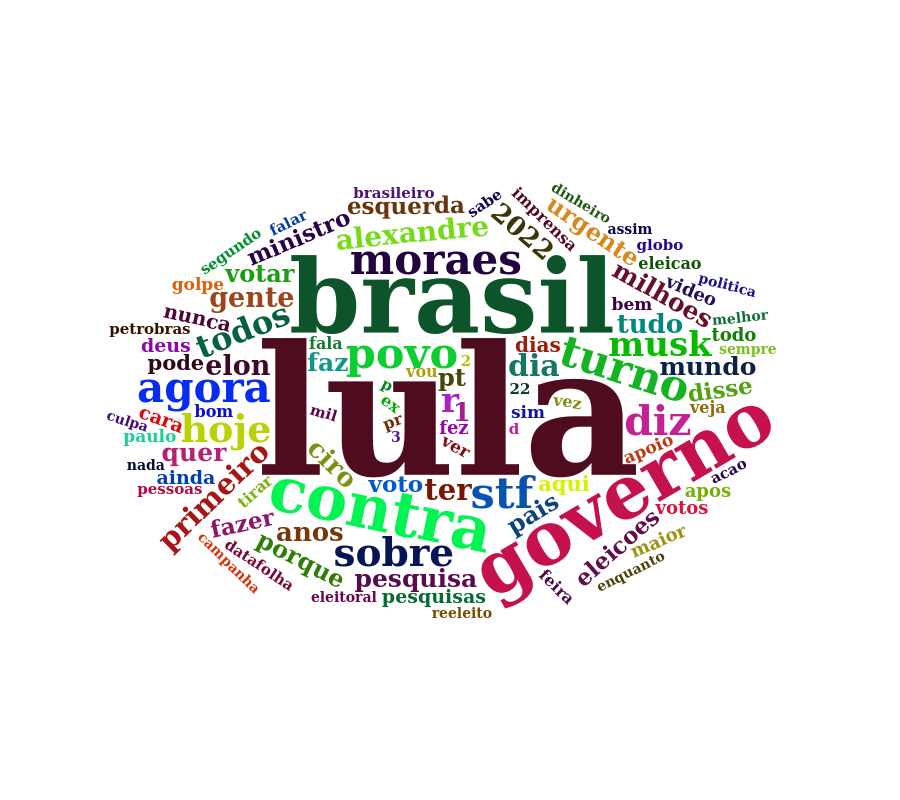 brasileiro
dinheiro
sabe
esquerda
imprensa
falar
2022
urgente
ministro
alexandre
assim
segundo
globo
moraes
eleicao
votar
golpe
gente
brasil
milhoes
video
politica
bem
nunca
todos
petrobras
tudo
melhor
todo
deus
fala
povo
dias
musk
sempre
pode
elon
faz
vou
2
dia
turno
mundo
lula
pt
agora
p
22
disse
ex
r
1
vez
veja
culpa
cara
bom
mil
sim
diz
paulo
hoje
pr
3
fez
d
governo
quer
ver
apoio
nada
ainda
primeiro
ciro
acao
pessoas
tirar
voto
ter
stf
aqui
apos
contra
pais
votos
fazer
anos
eleicoes
campanha
datafolha
porque
sobre
maior
pesquisa
feira
enquanto
eleitoral
pesquisas
reeleito